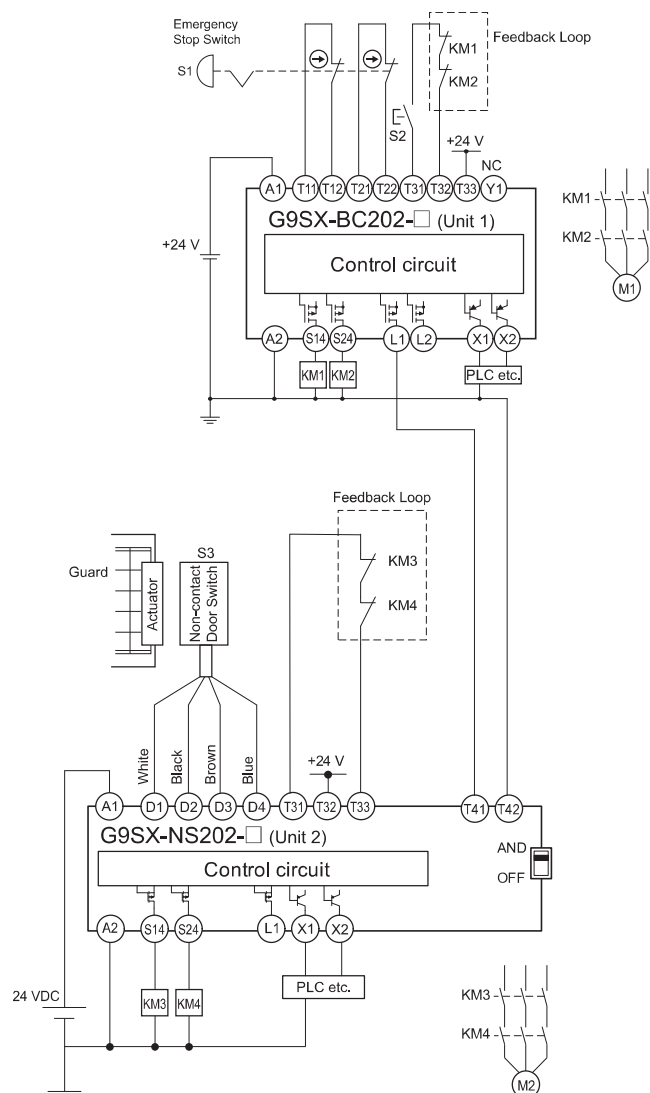 Emergency
Stop Switch
S1
Feedback Loop
KM1
KM2
S2
+24 V
NC
A1
T11
T12
T21
T22
T31
T32
T33
Y1
G9SX-BC202-□ (Unit 1)
Control circuit
+24 V
KM1
KM2
M1
A2
S14
S24
L1
L2
X1
X2
KM1
KM2
PLC etc.
Feedback Loop
KM3
KM4
Guard
Actuator
S3
Non-contact
Door Switch
White
Black
Brown
Blue
+24 V
A1
D1
D2
D3
D4
T31
T32
T33
T41
T42
G9SX-NS202-□ (Unit 2)
Control circuit
AND
OFF
A2
S14
S24
L1
X1
X2
24 VDC
KM3
KM4
PLC etc.
KM3
KM4
M2